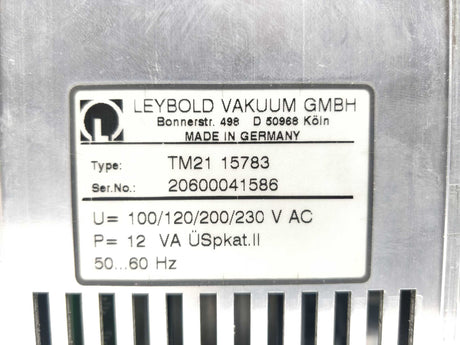 LEYBOLD VAKUUM GMBH
Bonnerstr. 498 D 50968 Köln
MADE IN GERMANY
Type: TM21 15783
Ser.No.: 20600041586
U= 100/120/200/230 V AC
P= 12 VA ÜSpkat.II
50...60 Hz